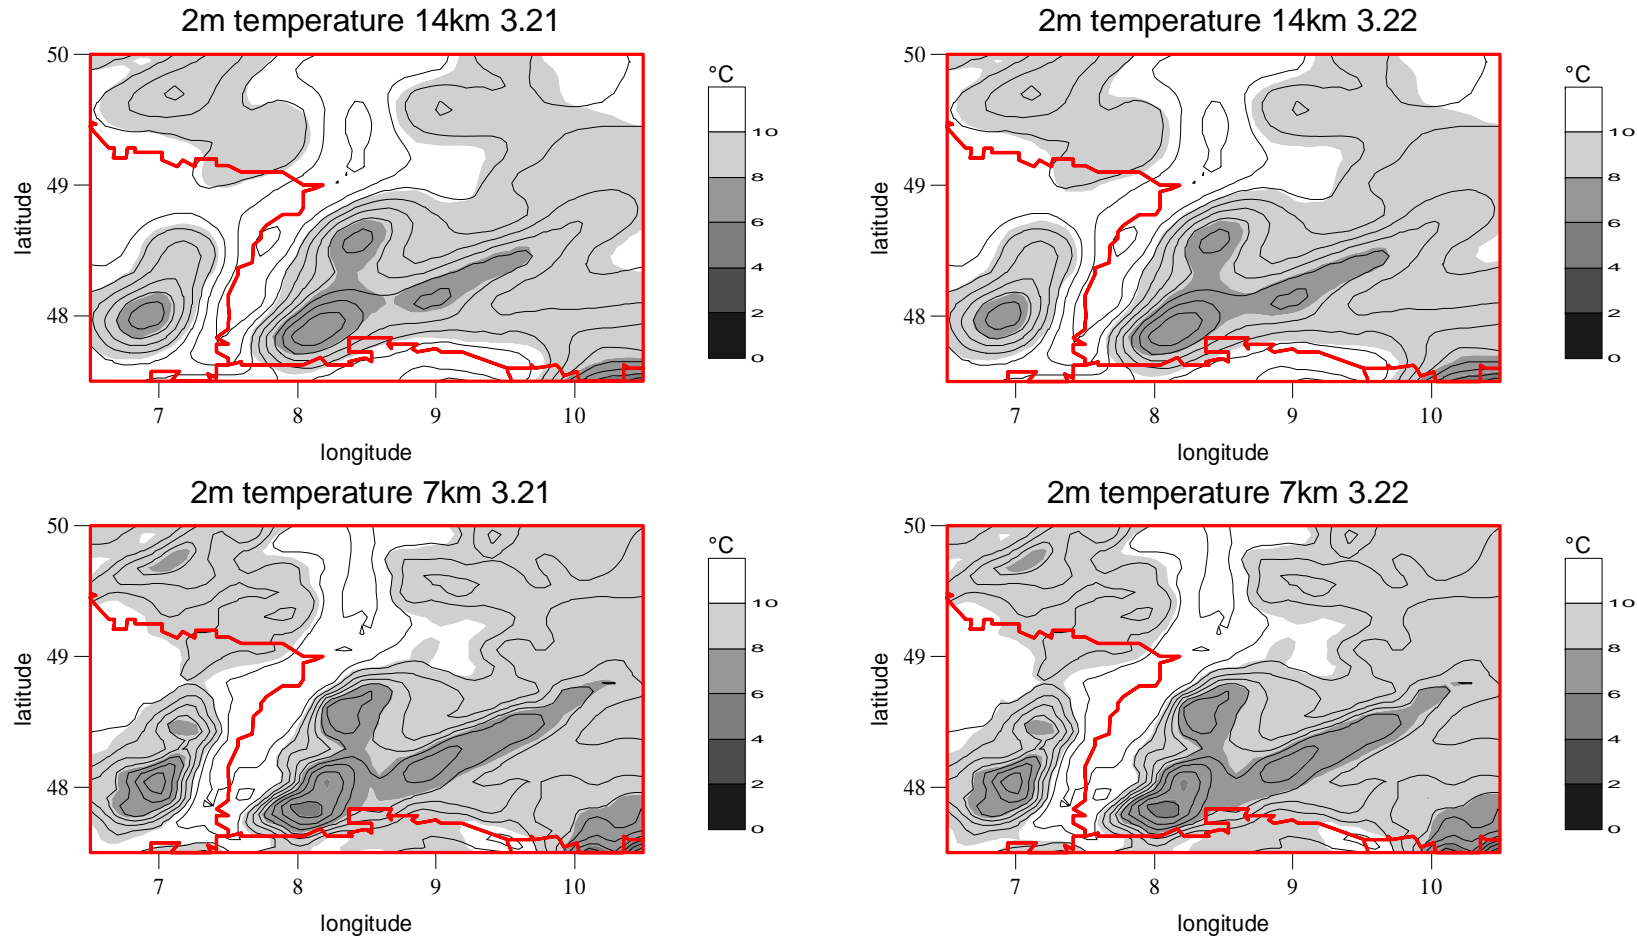 2m temperature 14km 3.21
50
49
48
latitude
7 8 9 10
longitude
°C
10
8
6
4
2
0
2m temperature 14km 3.22
50
49
48
latitude
7 8 9 10
longitude
°C
10
8
6
4
2
0
2m temperature 7km 3.21
50
49
48
latitude
7 8 9 10
longitude
°C
10
8
6
4
2
0
2m temperature 7km 3.22
50
49
48
latitude
7 8 9 10
longitude
°C
10
8
6
4
2
0